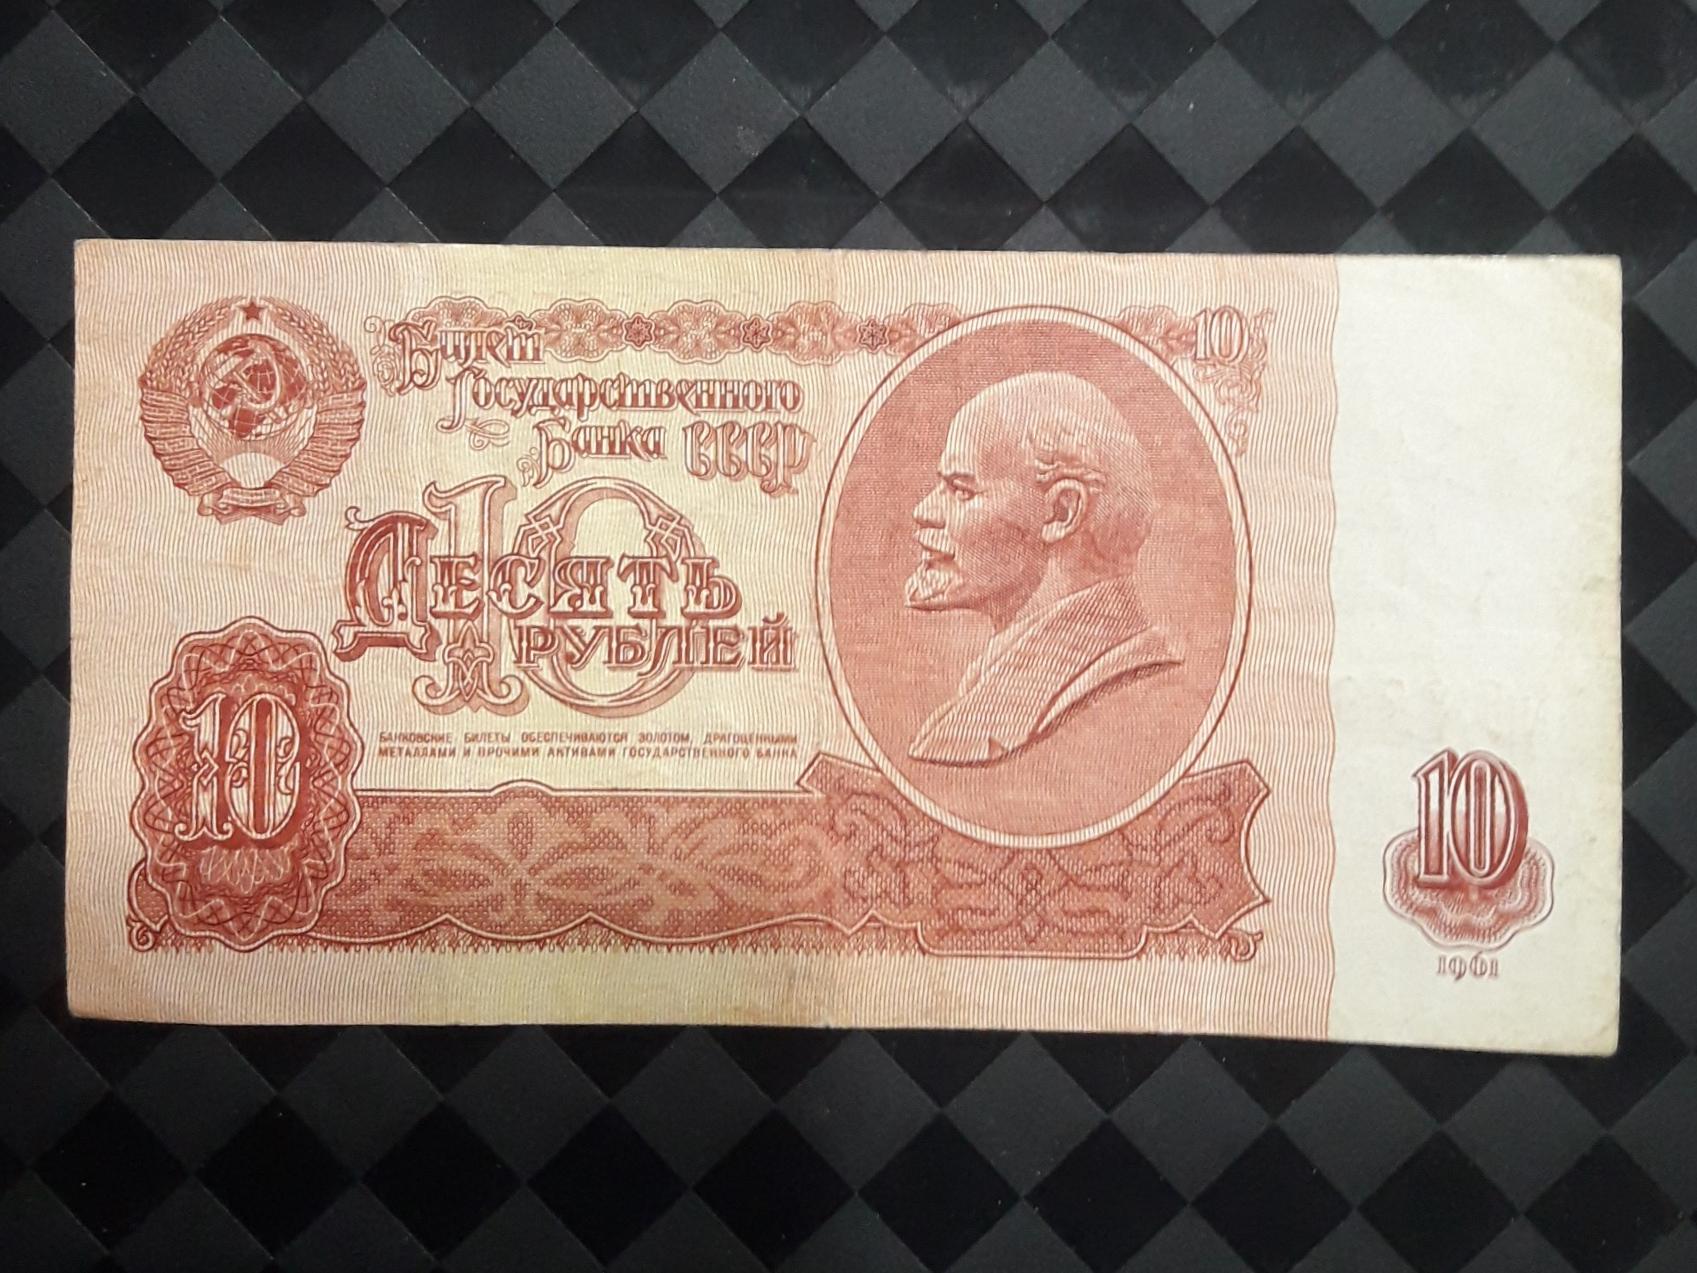 Билет
Государственного
Банка СССР
10
10
Десять
рублей
БАНКОВСКИЕ БИЛЕТЫ ОБЕСПЕЧИВАЮТСЯ ЗОЛОТОМ, ДРАГОЦЕННЫМИ
МЕТАЛЛАМИ И ПРОЧИМИ АКТИВАМИ ГОСУДАРСТВЕННОГО БАНКА
10
10
1961